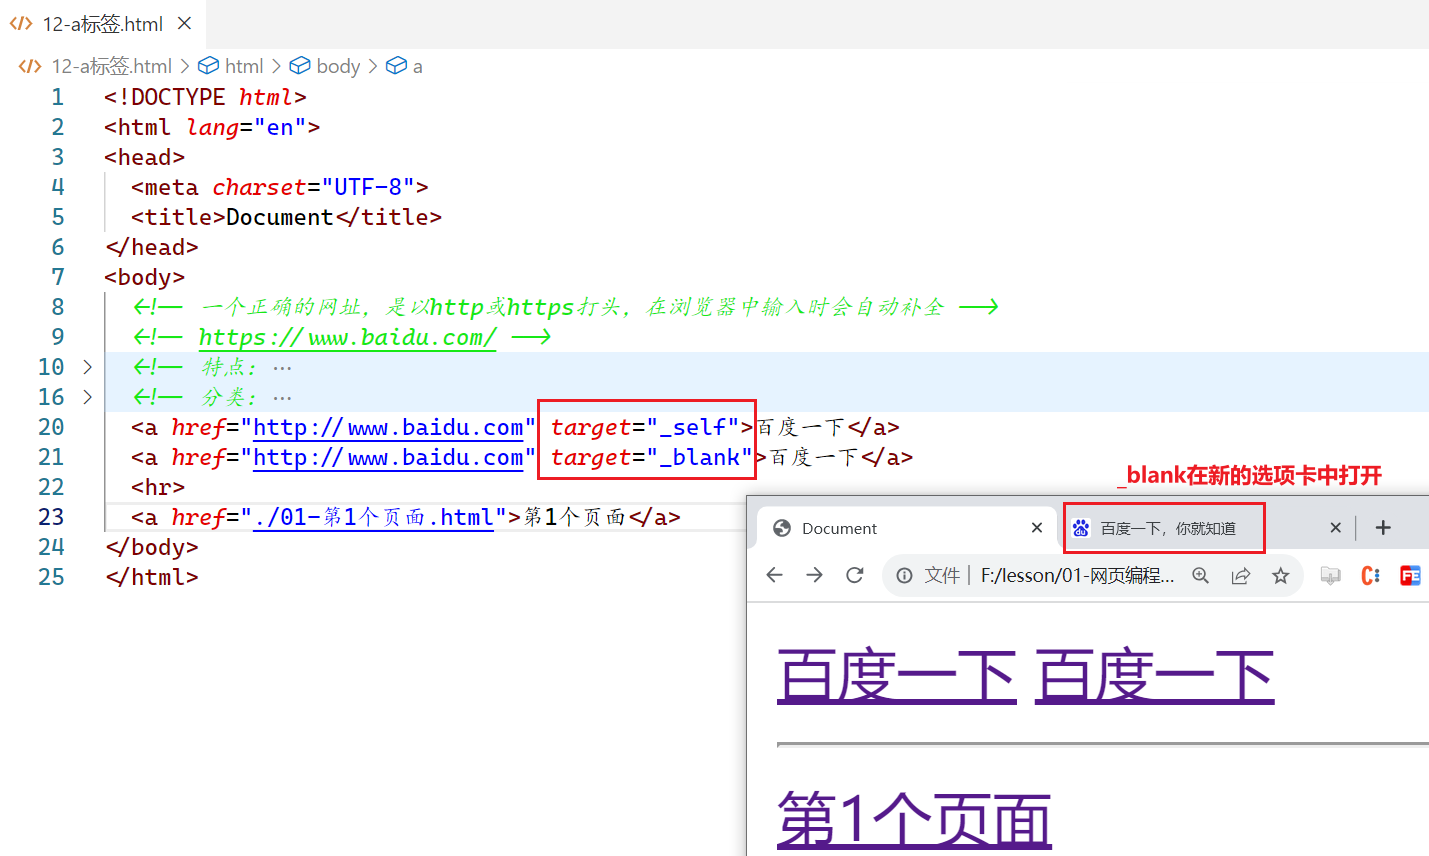 12-a标签.html
12-a标签.html > html > body > a
1 <!DOCTYPE html>
2 <html lang="en">
3 <head>
4 <meta charset="UTF-8">
5 <title>Document</title>
6 </head>
7 <body>
8 <!-- 一个正确的网址，是以http或https打头，在浏览器中输入时会自动补全 -->
9 <!-- https://www.baidu.com/ -->
10 <!-- 特点：…
16 <!-- 分类：…
20 <a href="http://www.baidu.com" target="_self">百度一下</a>
21 <a href="http://www.baidu.com" target="_blank">百度一下</a>
22 <hr>
23 <a href="./01-第1个页面.html">第1个页面</a>
24 </body>
25 </html>
_blank在新的选项卡中打开
Document 百度一下，你就知道
文件 | F:/lesson/01-网页编程...
百度一下 百度一下
第1个页面